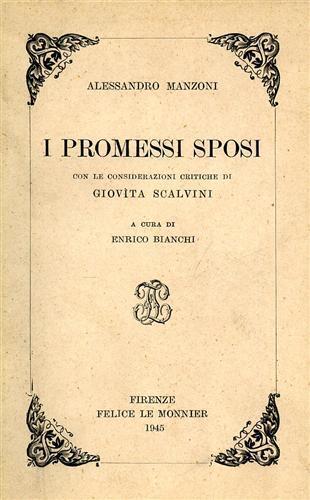 ALESSANDRO MANZONI
I PROMESSI SPOSI
CON LE CONSIDERAZIONI CRITICHE DI
GIOVÌTA SCALVINI
A CURA DI
ENRICO BIANCHI
FIRENZE
FELICE LE MONNIER
1945